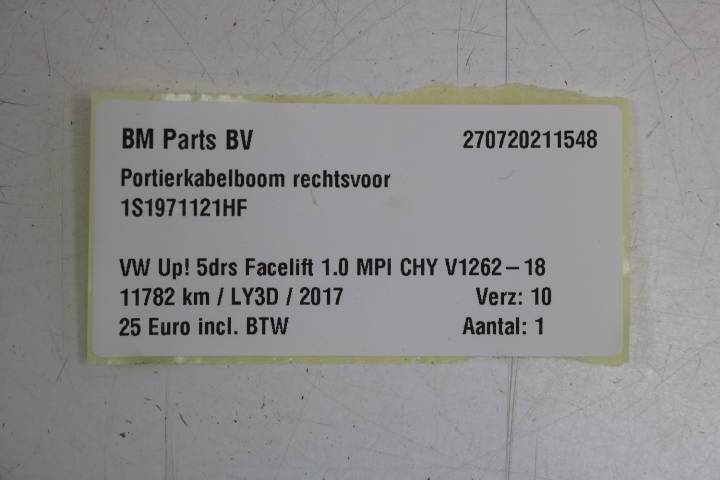 BM Parts BV 270720211548
Portierkabelboom rechtsvoor
1S1971121HF
VW Up! 5drs Facelift 1.0 MPI CHY V1262-18
11782 km / LY3D / 2017 Verz: 10
25 Euro incl. BTW Aantal: 1